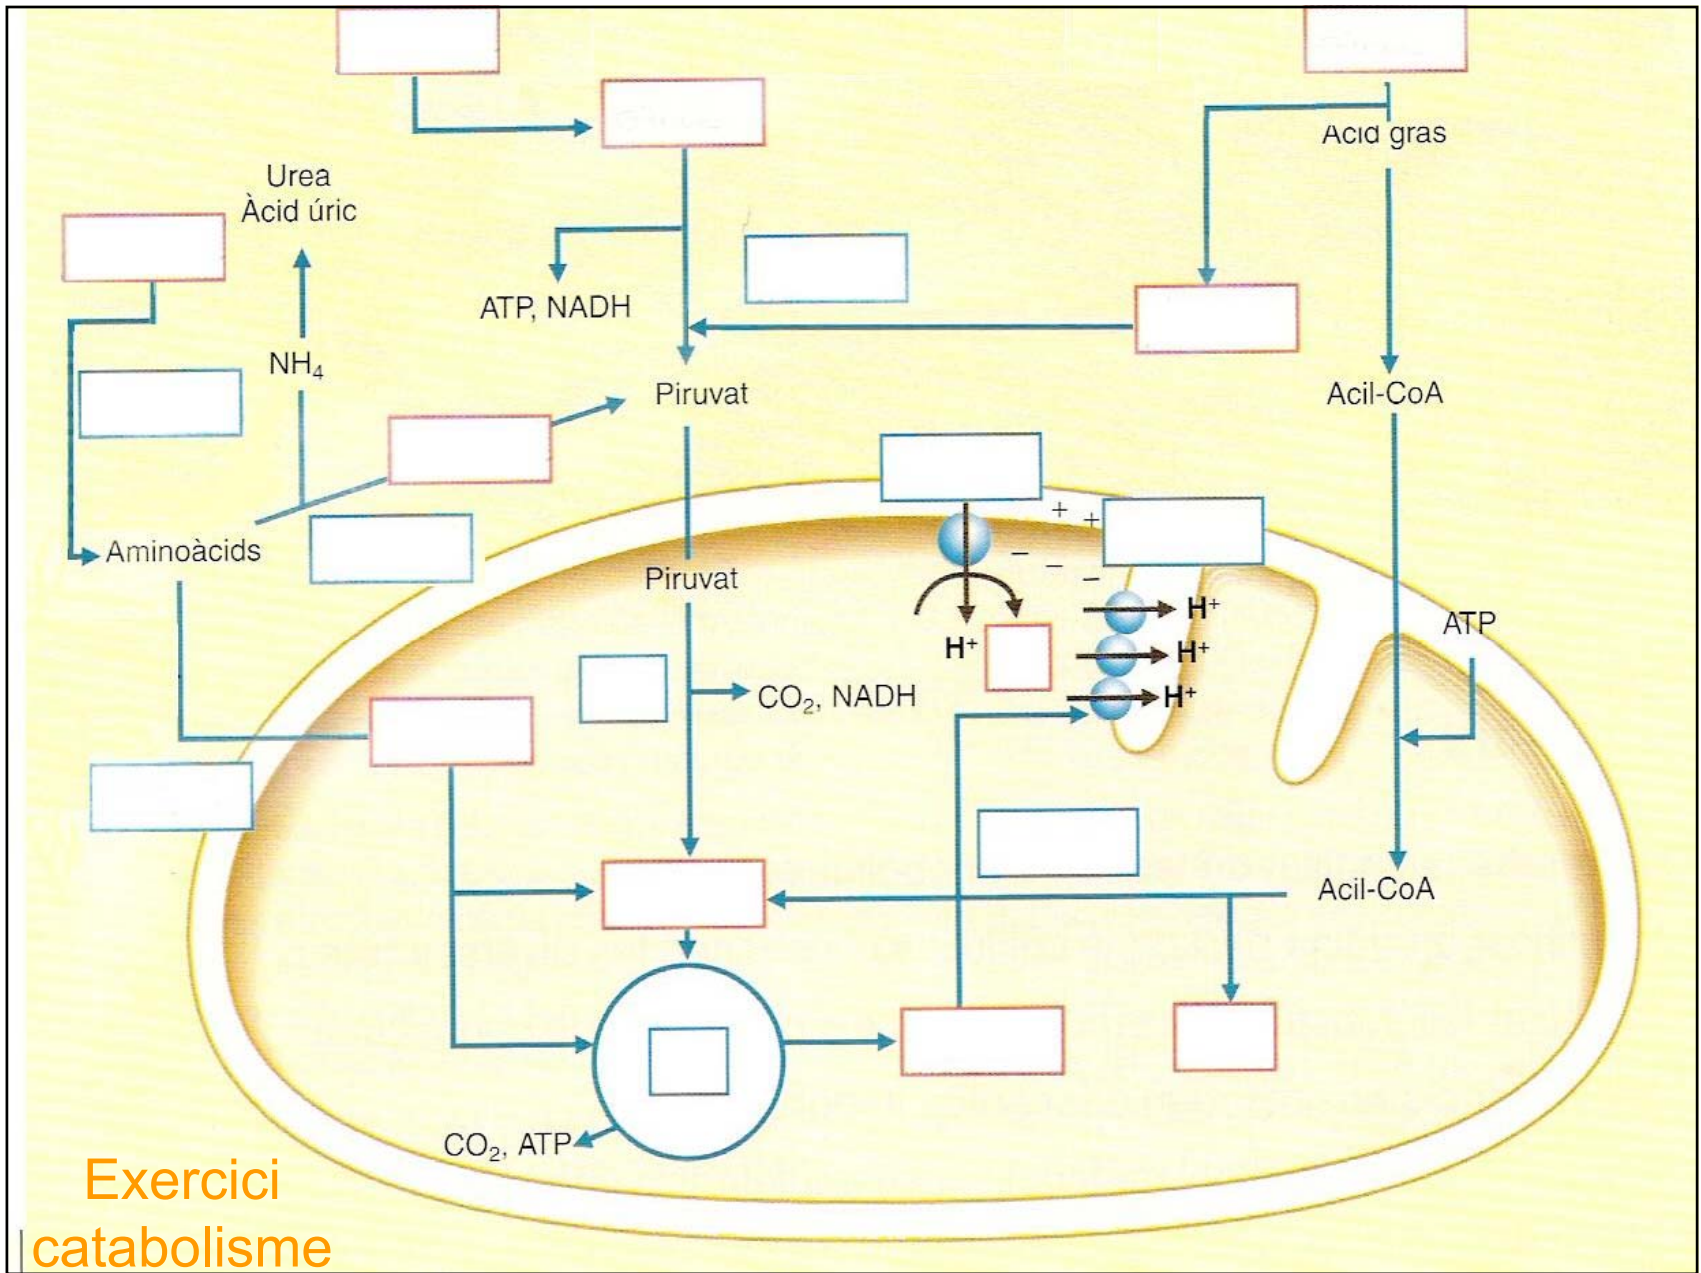 Àcid gras
Urea
Àcid úric
ATP, NADH
NH₄
Piruvat
Acil-CoA
+
+
Aminoàcids
–
–
–
Piruvat
H⁺
ATP
H⁺
H⁺
CO₂, NADH
H⁺
Acil-CoA
CO₂, ATP
Exercici
catabolisme